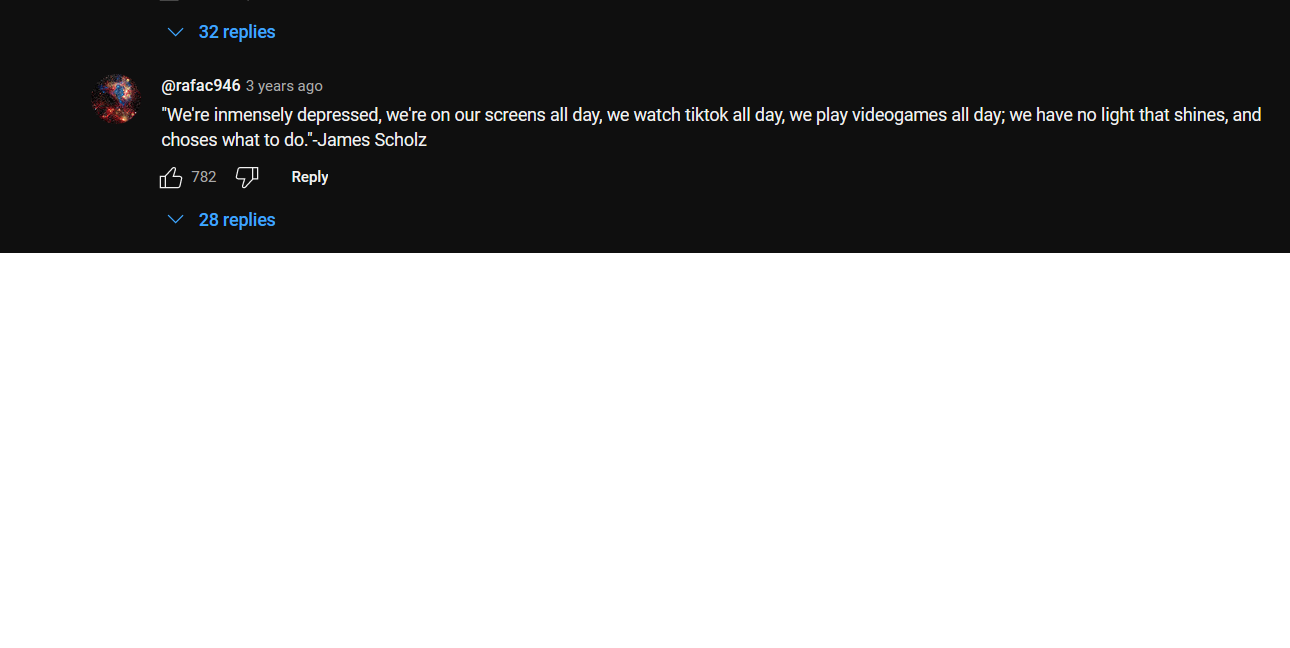 32 replies
@rafac946 3 years ago
"We're inmensely depressed, we're on our screens all day, we watch tiktok all day, we play videogames all day; we have no light that shines, and
choses what to do."-James Scholz
782 Reply
28 replies